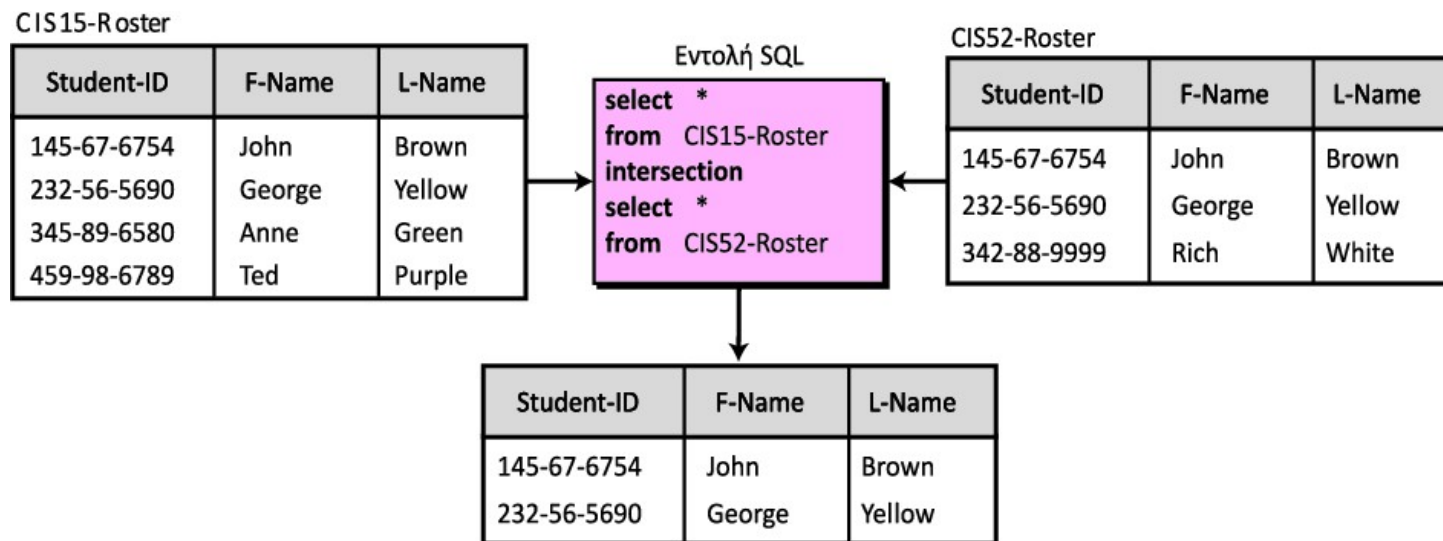 CIS15-Roster
Student-ID F-Name L-Name
145-67-6754 John Brown
232-56-5690 George Yellow
345-89-6580 Anne Green
459-98-6789 Ted Purple
Εντολή SQL
select *
from CIS15-Roster
intersection
select *
from CIS52-Roster
CIS52-Roster
Student-ID F-Name L-Name
145-67-6754 John Brown
232-56-5690 George Yellow
342-88-9999 Rich White
Student-ID F-Name L-Name
145-67-6754 John Brown
232-56-5690 George Yellow